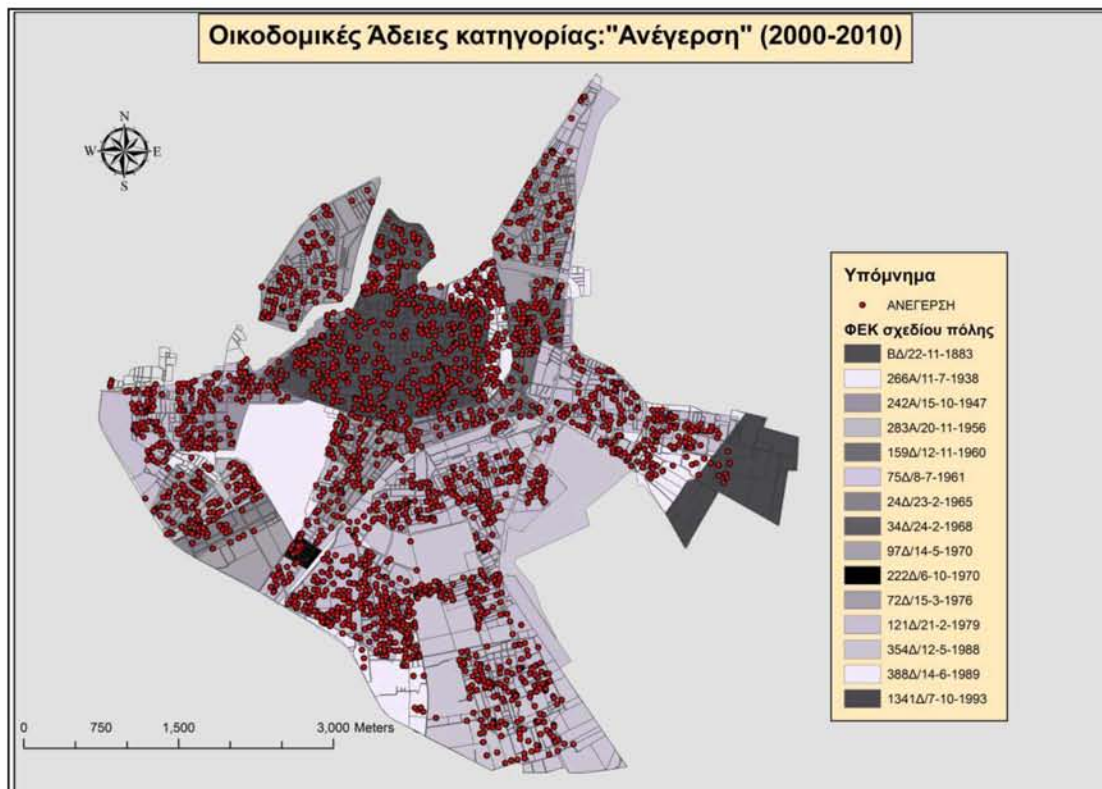 Οικοδομικές Άδειες κατηγορίας:"Ανέγερση" (2000-2010)
N
W E
S
Υπόμνημα
ΑΝΕΓΕΡΣΗ
ΦΕΚ σχεδίου πόλης
ΒΔ/22-11-1883
266Α/11-7-1938
242Α/15-10-1947
283Α/20-11-1956
159Δ/12-11-1960
75Δ/8-7-1961
24Δ/23-2-1965
34Δ/24-2-1968
97Δ/14-5-1970
222Δ/6-10-1970
72Δ/15-3-1976
121Δ/21-2-1979
354Δ/12-5-1988
388Δ/14-6-1989
1341Δ/7-10-1993
0 750 1,500 3,000 Meters